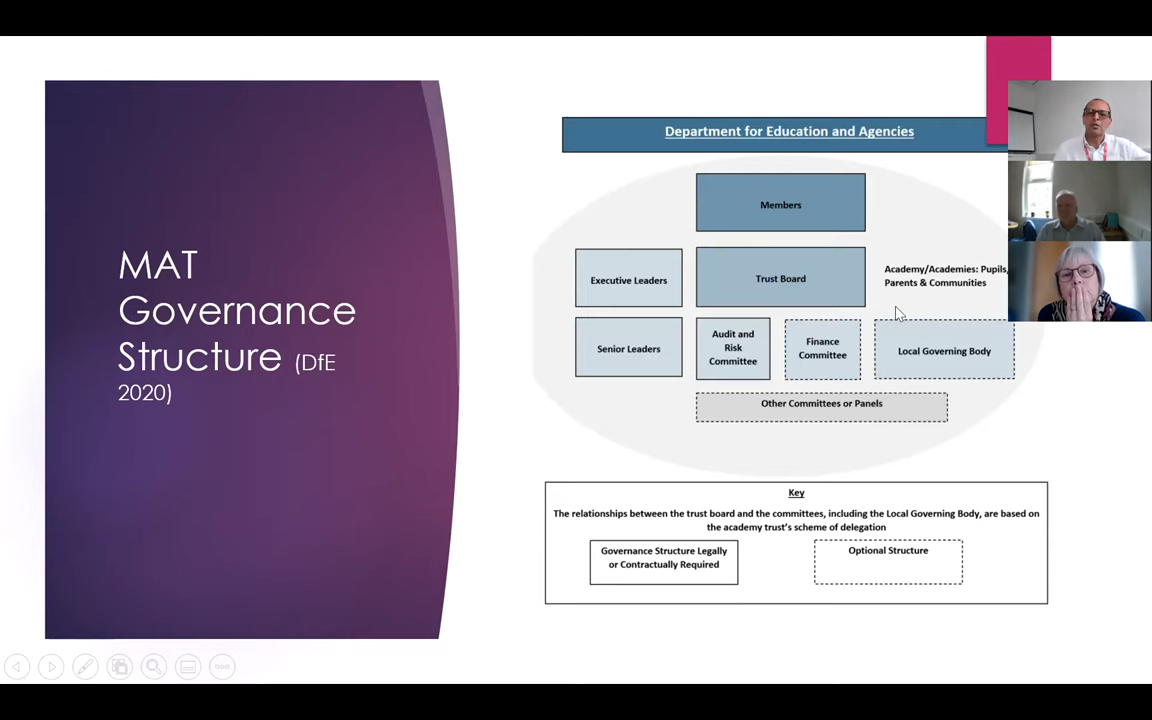 MAT
Governance
Structure (DfE
2020)
Department for Education and Agencies
Members
Executive Leaders
Trust Board
Academy/Academies: Pupils,
Parents & Communities
Senior Leaders
Audit and
Risk
Committee
Finance
Committee
Local Governing Body
Other Committees or Panels
Key
The relationships between the trust board and the committees, including the Local Governing Body, are based on
the academy trust's scheme of delegation
Governance Structure Legally
or Contractually Required
Optional Structure